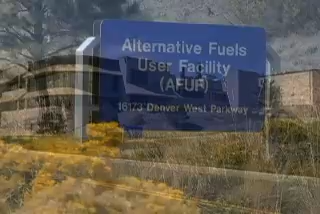 Alternative Fuels
User Facility
(AFUF)
16173 Denver West Parkway